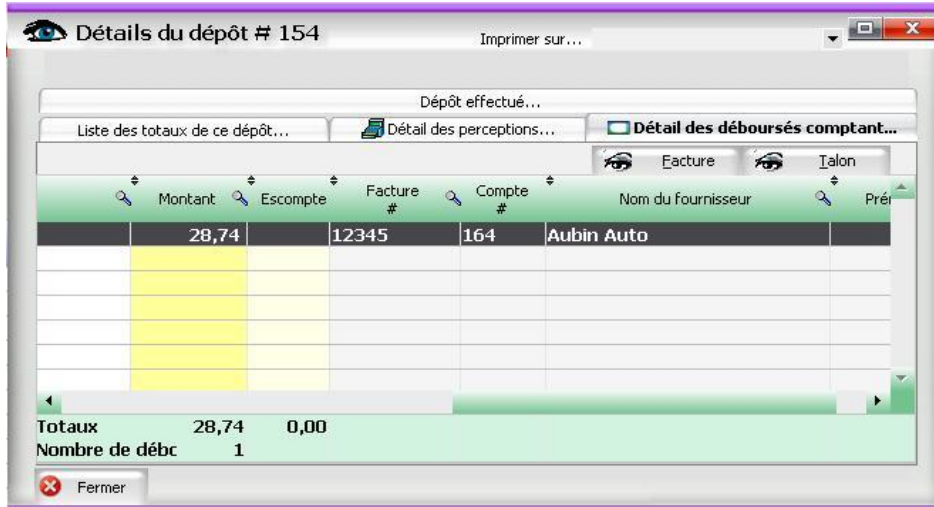 Détails du dépôt # 154
Imprimer sur...
Dépôt effectué...
Liste des totaux de ce dépôt...
Détail des perceptions...
Détail des déboursés comptant...
Facture
Talon
Montant
Escompte
Facture #
Compte #
Nom du fournisseur
Prér
28,74 12345 164 Aubin Auto
Totaux 28,74 0,00
Nombre de débc 1
Fermer